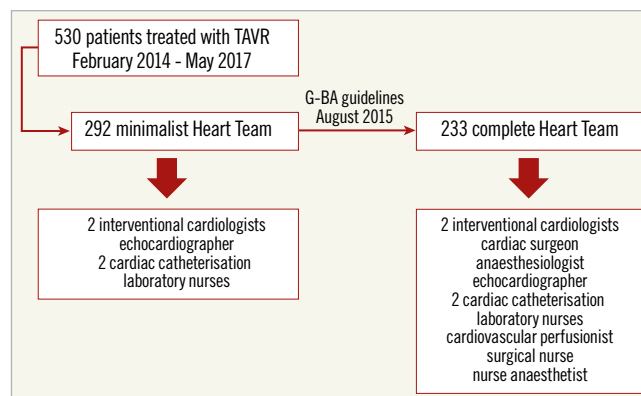 530 patients treated with TAVR
February 2014 - May 2017
G-BA guidelines
August 2015
292 minimalist Heart Team
233 complete Heart Team
2 interventional cardiologists
echocardiographer
2 cardiac catheterisation
laboratory nurses
2 interventional cardiologists
cardiac surgeon
anaesthesiologist
echocardiographer
2 cardiac catheterisation
laboratory nurses
cardiovascular perfusionist
surgical nurse
nurse anaesthetist